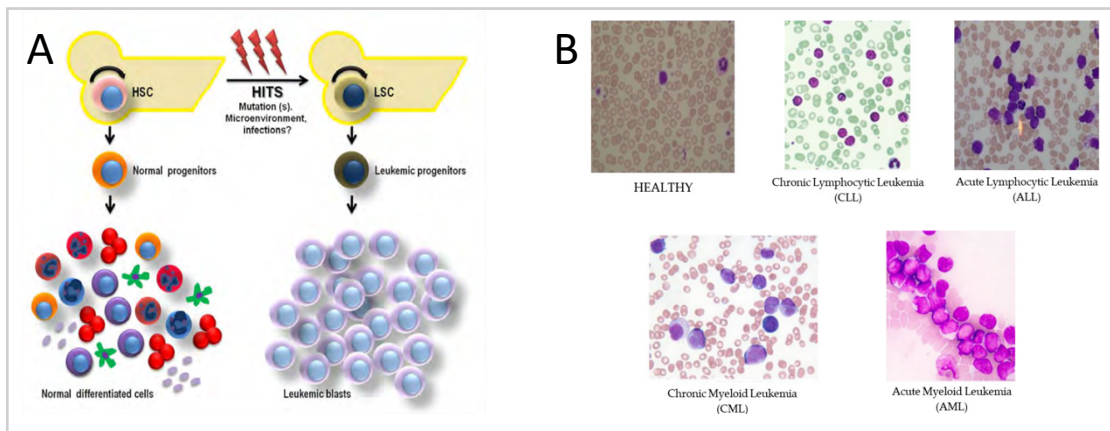 A
HSC
HITS
Mutation (s).
Microenvironment,
infections?
LSC
Normal progenitors
Leukemic progenitors
Normal differentiated cells
Leukemic blasts
B
HEALTHY
Chronic Lymphocytic Leukemia
(CLL)
Acute Lymphocytic Leukemia
(ALL)
Chronic Myeloid Leukemia
(CML)
Acute Myeloid Leukemia
(AML)